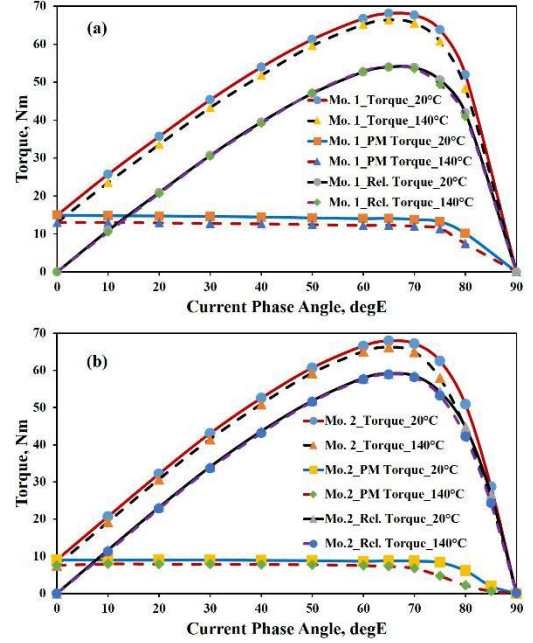 70
(a)
60
50
Mo. 1_Torque_20°C
Mo. 1_Torque_140°C
40
Mo. 1_PM Torque_20°C
Mo. 1_PM Torque_140°C
30
Mo. 1_Rel. Torque_20°C
Mo. 1_Rel. Torque_140°C
20
10
0
Torque, Nm
0 10 20 30 40 50 60 70 80 90
Current Phase Angle, degE
70
(b)
60
50
Mo. 2_Torque_20°C
40
Mo. 2_Torque_140°C
Mo.2_PM Torque_20°C
30
Mo.2_PM Torque_140°C
Mo.2_Rel. Torque_20°C
20
Mo.2_Rel. Torque_140°C
10
0
Torque, Nm
0 10 20 30 40 50 60 70 80 90
Current Phase Angle, degE